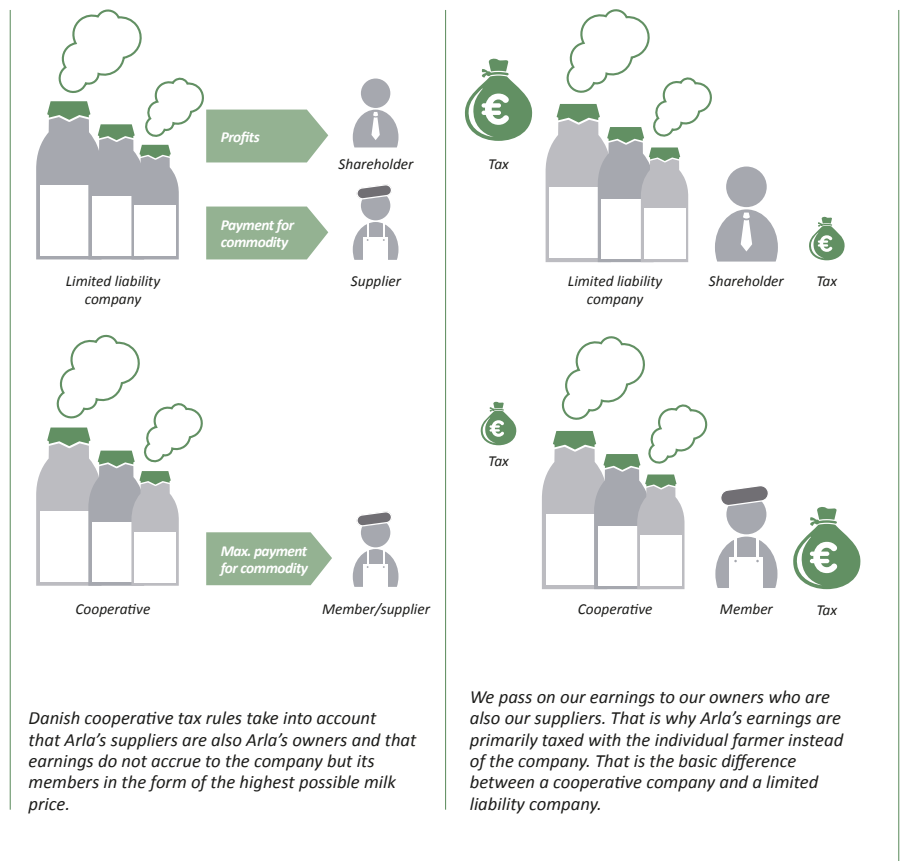 Profits
Shareholder
Payment for
commodity
Supplier
Limited liability
company
Max. payment
for commodity
Cooperative
Member/supplier
Danish cooperative tax rules take into account
that Arla’s suppliers are also Arla’s owners and that
earnings do not accrue to the company but its
members in the form of the highest possible milk
price.
€
Tax
Limited liability
company
Shareholder
€
Tax
€
Tax
Cooperative
Member
€
Tax
We pass on our earnings to our owners who are
also our suppliers. That is why Arla’s earnings are
primarily taxed with the individual farmer instead
of the company. That is the basic difference
between a cooperative company and a limited
liability company.